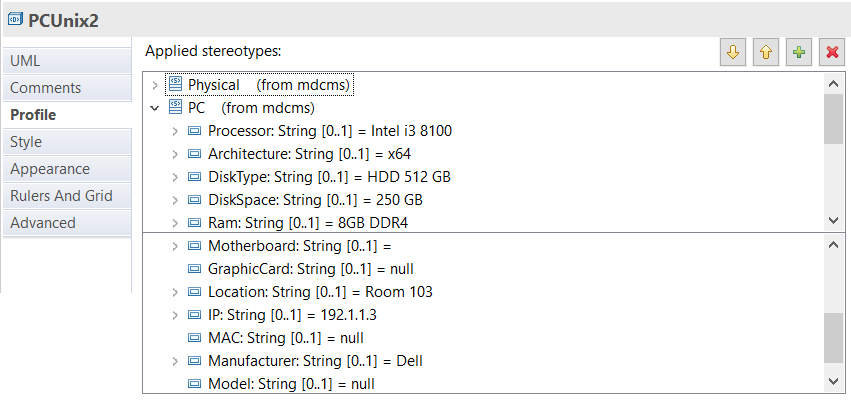 PCUnix2
UML
Comments
Profile
Style
Appearance
Rulers And Grid
Advanced
Applied stereotypes:
Physical (from mdcms)
PC (from mdcms)
Processor: String [0..1] = Intel i3 8100
Architecture: String [0..1] = x64
DiskType: String [0..1] = HDD 512 GB
DiskSpace: String [0..1] = 250 GB
Ram: String [0..1] = 8GB DDR4
Motherboard: String [0..1] =
GraphicCard: String [0..1] = null
Location: String [0..1] = Room 103
IP: String [0..1] = 192.1.1.3
MAC: String [0..1] = null
Manufacturer: String [0..1] = Dell
Model: String [0..1] = null